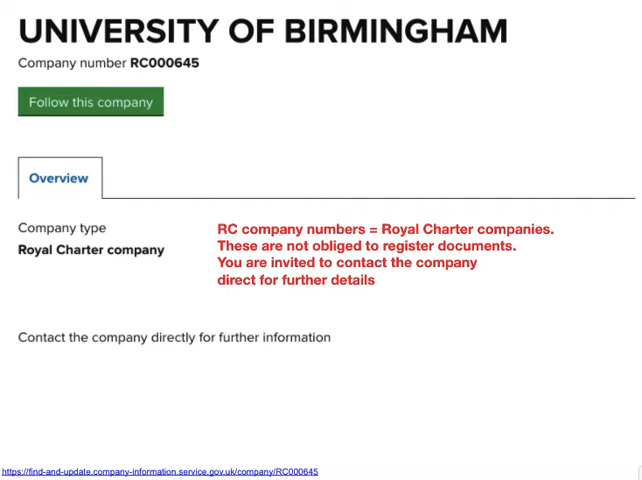 UNIVERSITY OF BIRMINGHAM
Company number RC000645
Follow this company
Overview
Company type
Royal Charter company
RC company numbers = Royal Charter companies.
These are not obliged to register documents.
You are invited to contact the company
direct for further details
Contact the company directly for further information
https://find-and-update.company-information.service.gov.uk/company/RC000645